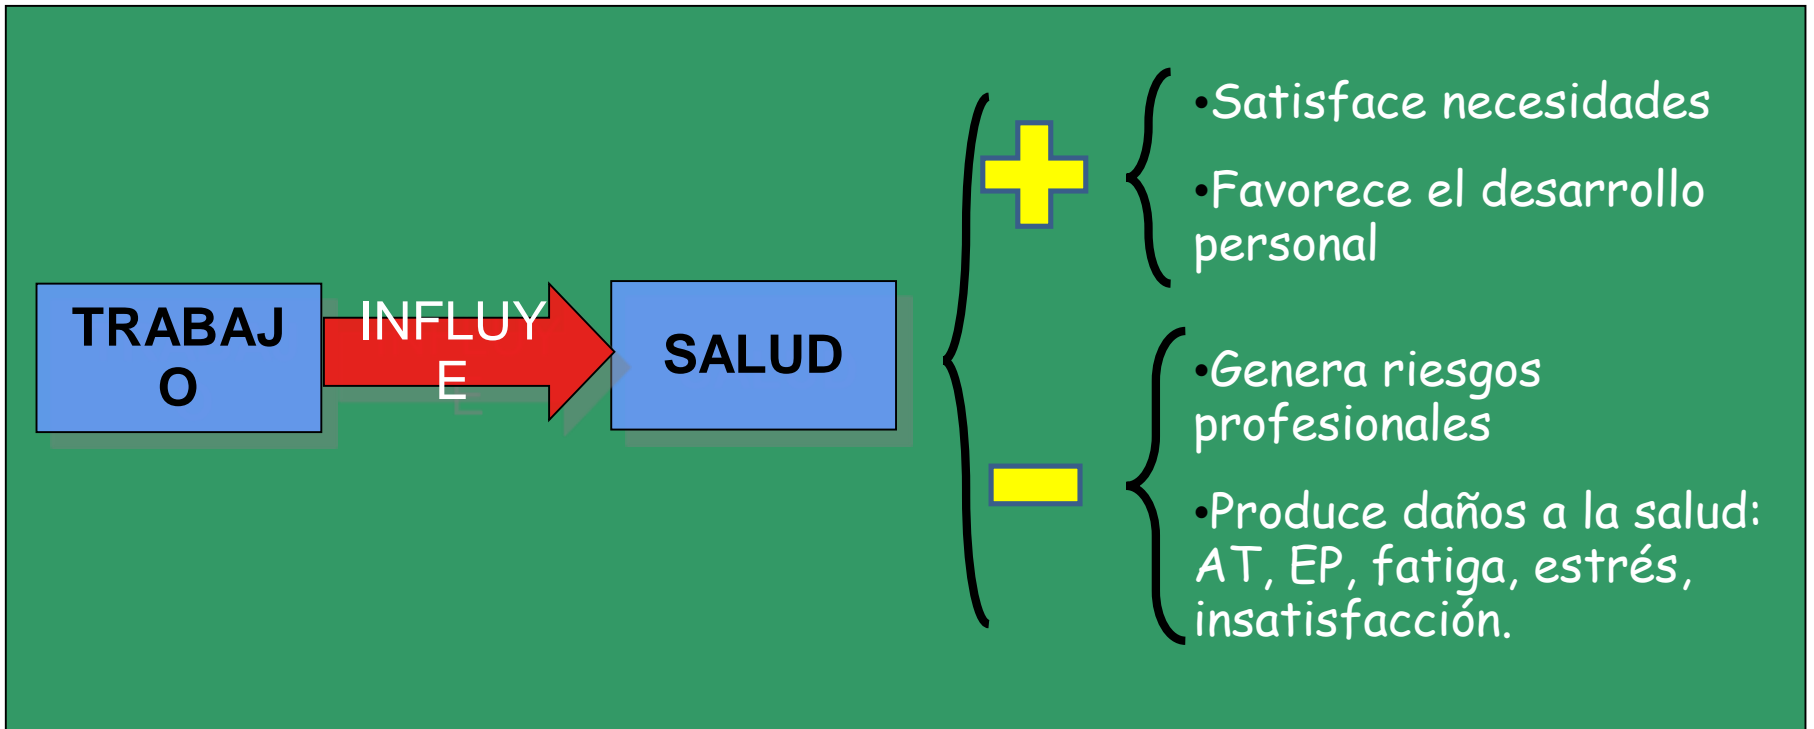 TRABAJ
O
INFLUY
E
SALUD
•Satisface necesidades
•Favorece el desarrollo
personal
•Genera riesgos
profesionales
•Produce daños a la salud:
AT, EP, fatiga, estrés,
insatisfacción.